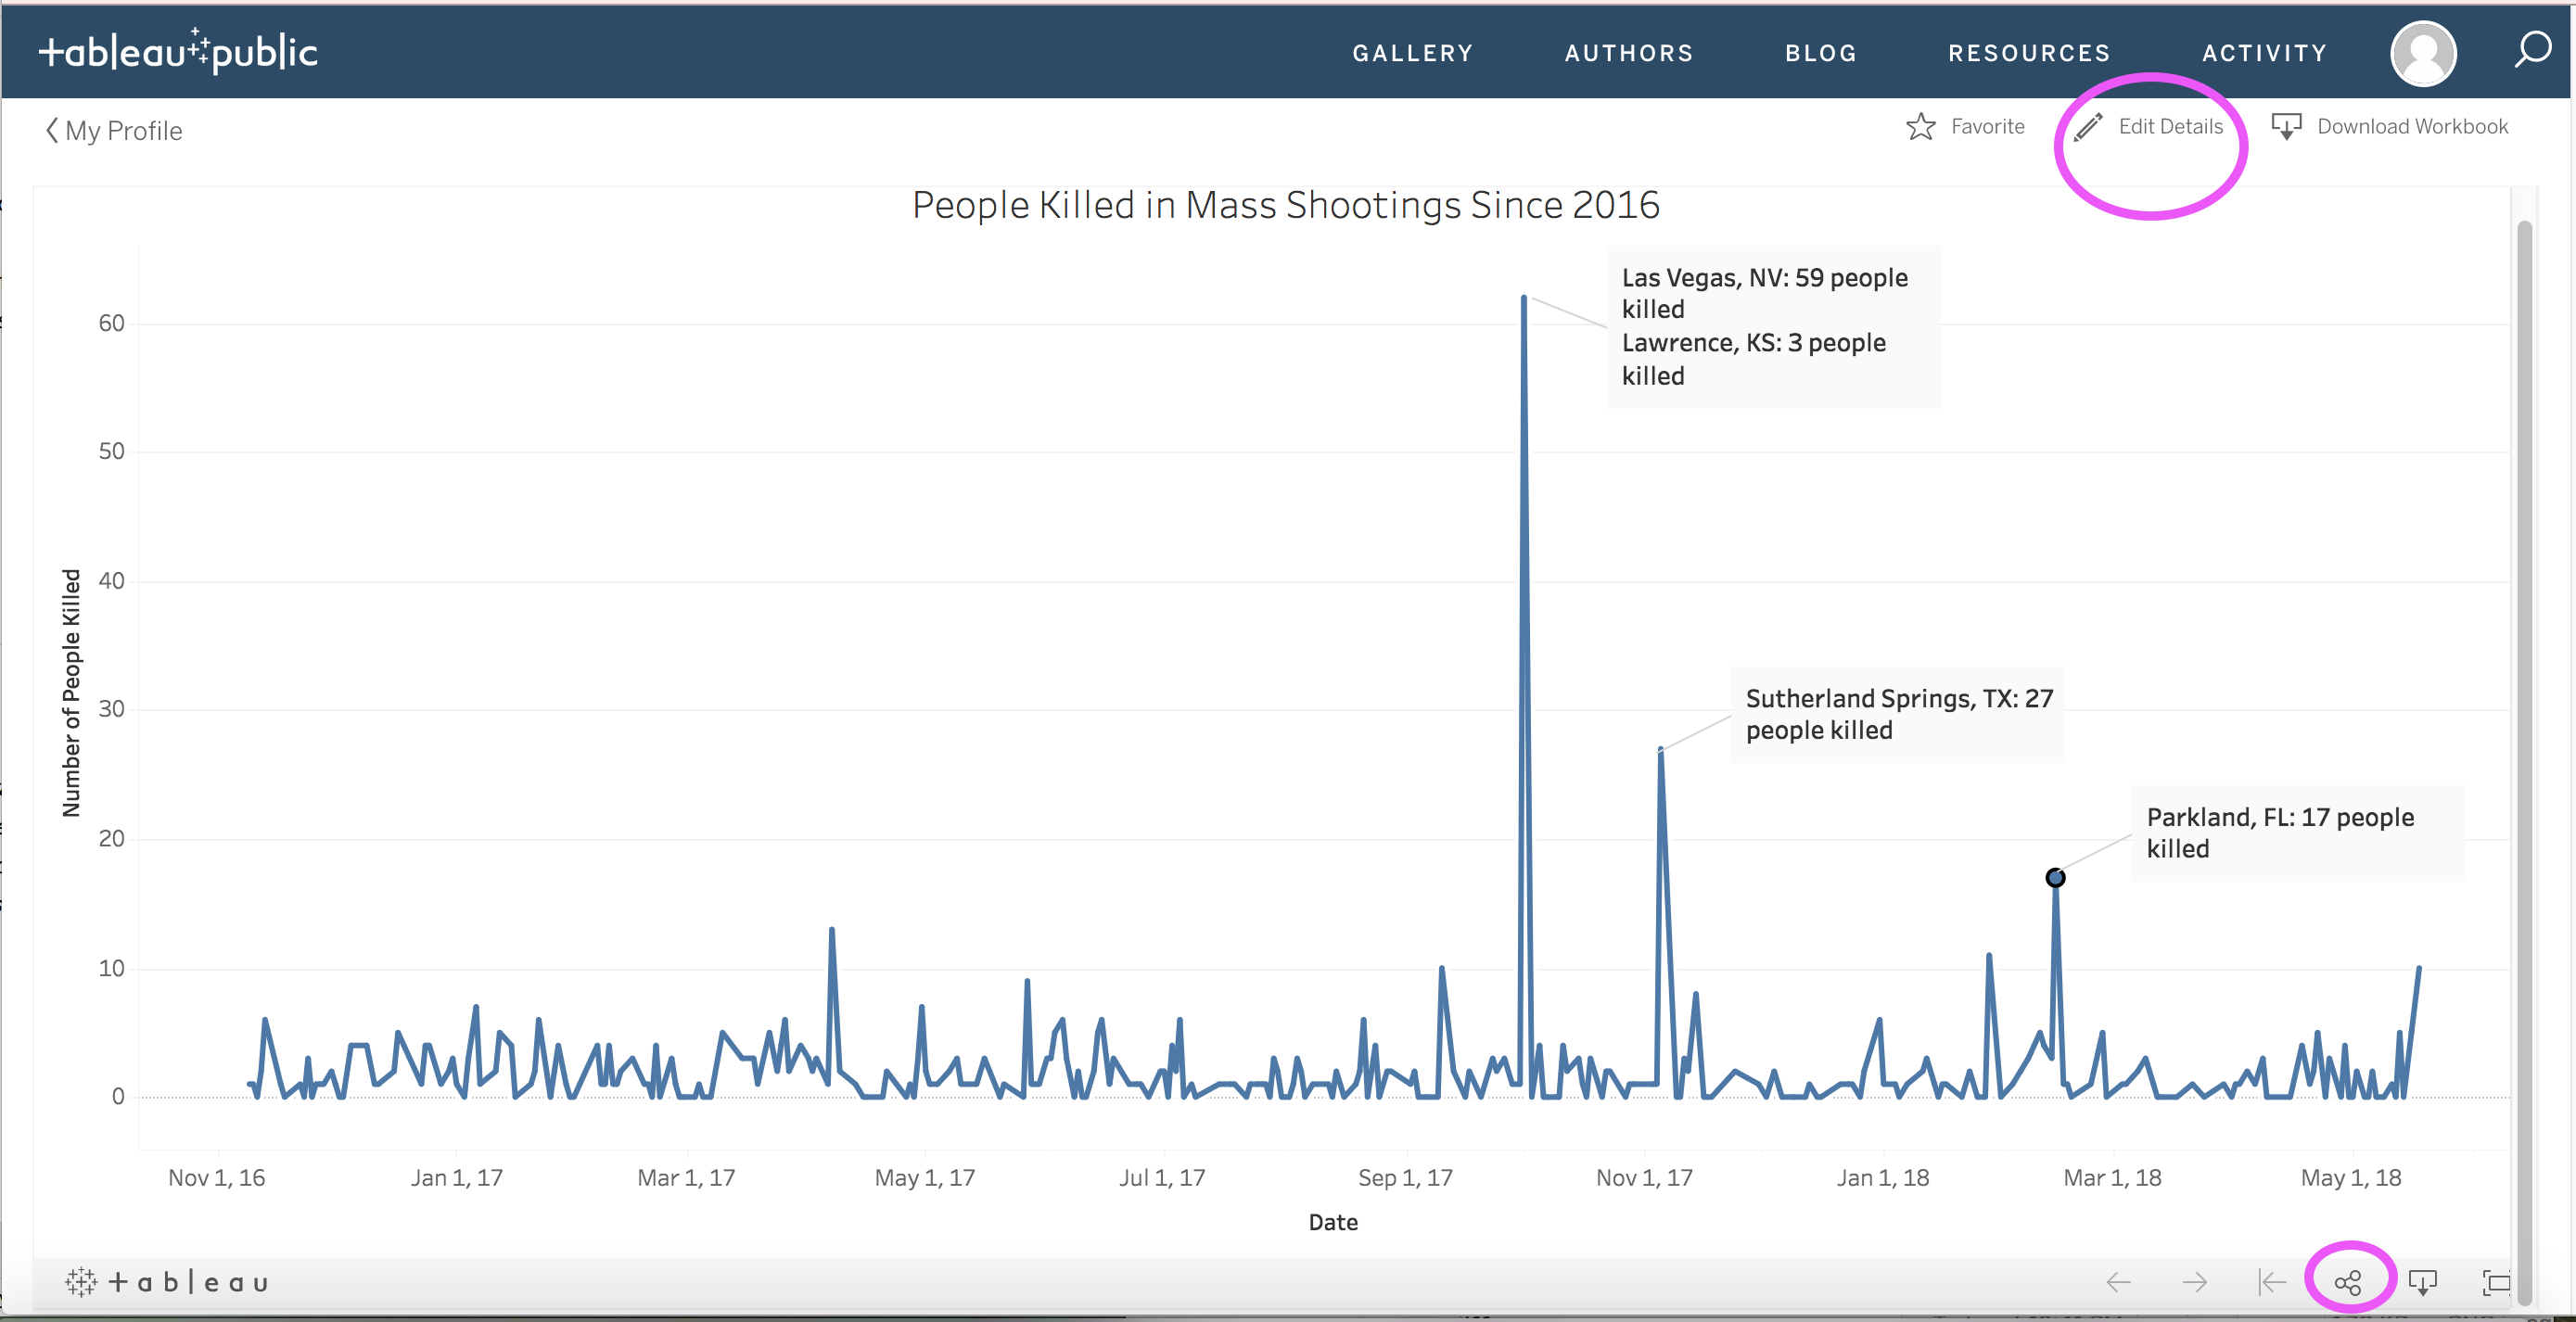 tableau public
GALLERY AUTHORS BLOG RESOURCES ACTIVITY
My Profile
Favorite Edit Details Download Workbook
People Killed in Mass Shootings Since 2016
Las Vegas, NV: 59 people
killed
Lawrence, KS: 3 people
killed
Sutherland Springs, TX: 27
people killed
Parkland, FL: 17 people
killed
Number of People Killed
60
50
40
30
20
10
0
Nov 1, 16 Jan 1, 17 Mar 1, 17 May 1, 17 Jul 1, 17 Sep 1, 17 Nov 1, 17 Jan 1, 18 Mar 1, 18 May 1, 18
Date
tableau